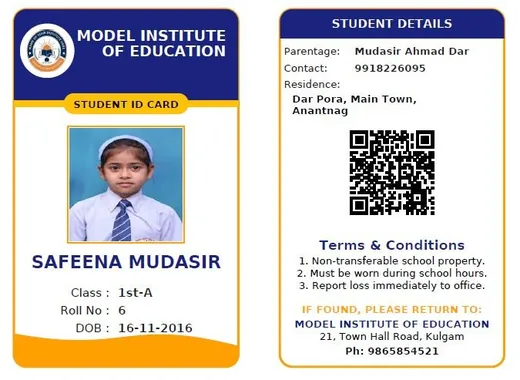 MODEL INSTITUTE
OF EDUCATION
STUDENT ID CARD
SAFEENA MUDASIR
Class : 1st-A
Roll No : 6
DOB : 16-11-2016
STUDENT DETAILS
Parentage: Mudasir Ahmad Dar
Contact: 9918226095
Residence:
Dar Pora, Main Town,
Anantnag
Terms & Conditions
1. Non-transferable school property.
2. Must be worn during school hours.
3. Report loss immediately to office.
IF FOUND, PLEASE RETURN TO:
MODEL INSTITUTE OF EDUCATION
21, Town Hall Road, Kulgam
Ph: 9865854521